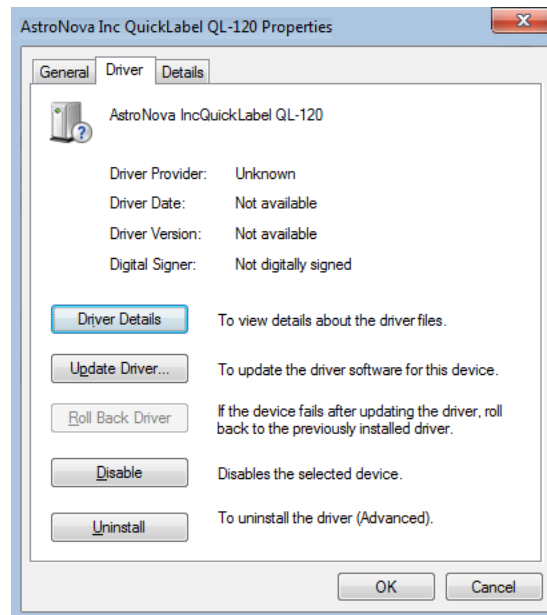 AstroNova Inc QuickLabel QL-120 Properties
General Driver Details
AstroNova IncQuickLabel QL-120
Driver Provider: Unknown
Driver Date: Not available
Driver Version: Not available
Digital Signer: Not digitally signed
Driver Details To view details about the driver files.
Update Driver... To update the driver software for this device.
Roll Back Driver If the device fails after updating the driver, roll
back to the previously installed driver.
Disable Disables the selected device.
Uninstall To uninstall the driver (Advanced).
OK Cancel